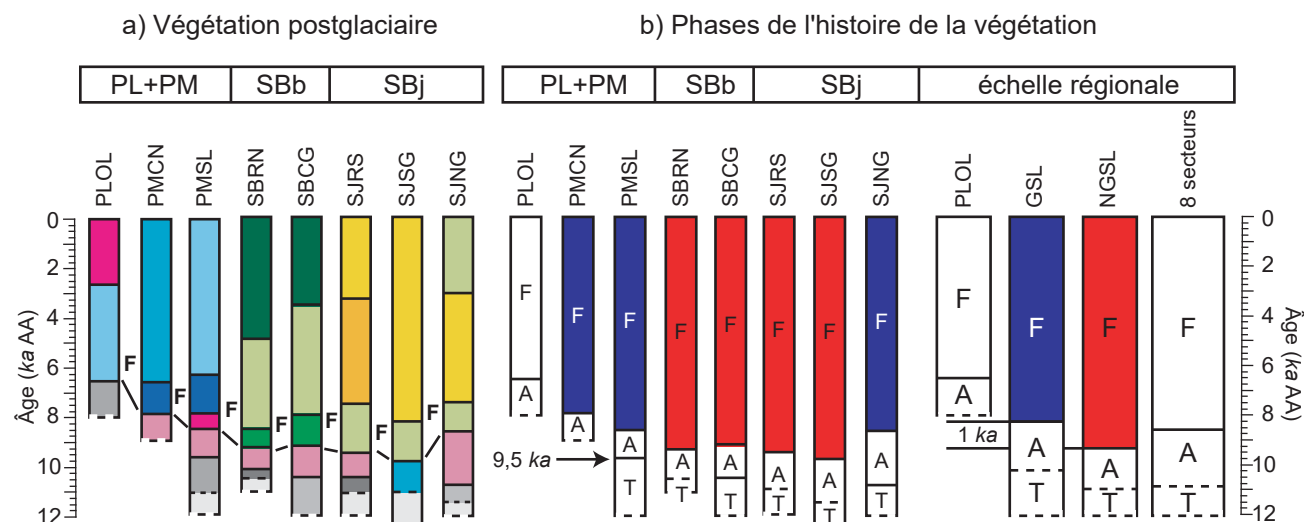 a) Végétation postglaciaire
b) Phases de l'histoire de la végétation
PL+PM SBb SBj
PL+PM SBb SBj échelle régionale
PLOL PMCN PMSL SBRN SBCG SJRS SJSG SJNG
PLOL PMCN PMSL SBRN SBCG SJRS SJSG SJNG PLOL GSL NGSL 8 secteurs
Âge (ka AA)
0
2
4
6
8
10
12
F F F F F F F
F F F F F F F F F F F F
A A A A A A A A A A A A
T T T T T T T T T T
9,5 ka
1 ka
0
2
4
6
8
10
12
Âge (ka AA)